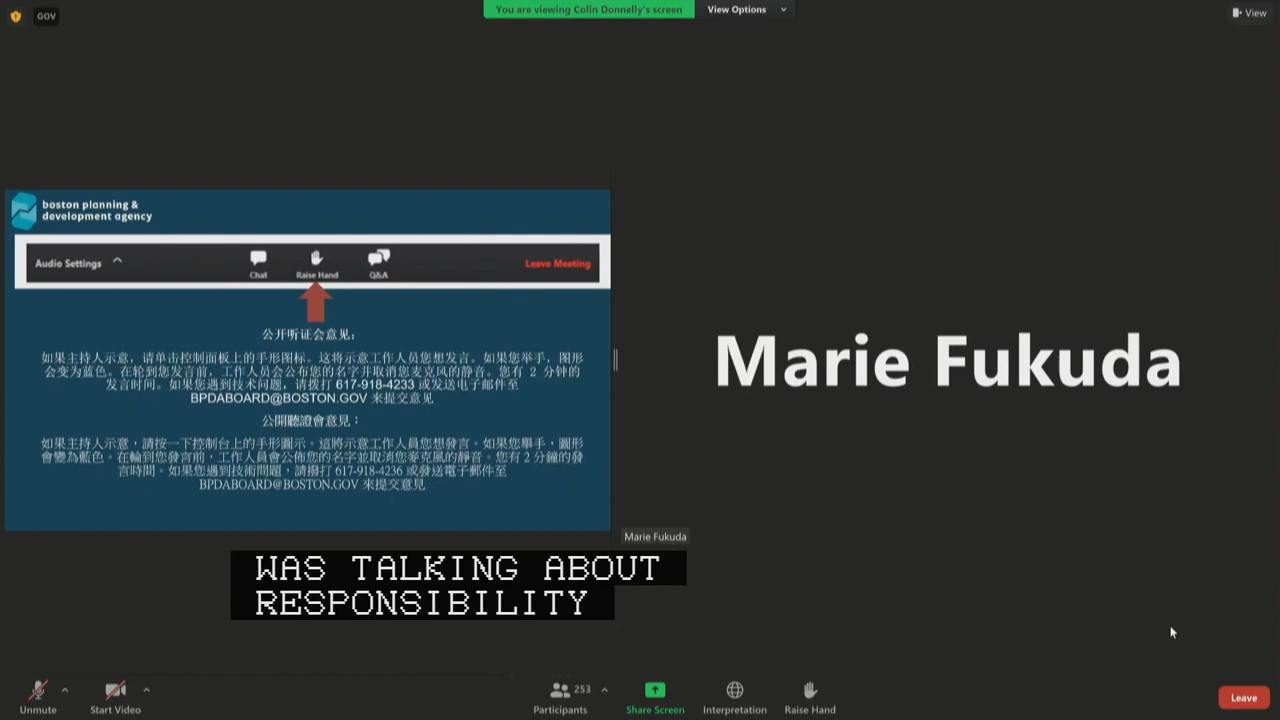 GOV
You are viewing Colin Donnelly's screen
View Options
View
boston planning &
development agency
Audio Settings
Chat
Raise Hand
Q&A
Leave Meeting
公开听证会意见:
如果主持人示意，请单击控制面板上的手形图标。这将示意工作人员您想发言。如果您举手，图形
会变为蓝色。在轮到您发言前，工作人员会公布您的名字并取消您麦克风的静音。您有 2 分钟的
发言时间。如果您遇到技术问题，请拨打 617-918-4233 或发送电子邮件至
BPDABOARD@BOSTON.GOV 来提交意见
公開聽證會意見：
如果主持人示意，請按一下控制台上的手形圖示。這將示意工作人員您想發言。如果您舉手，圖形
會變為藍色。在輪到您發言前，工作人員會公佈您的名字並取消您麥克風的靜音。您有 2 分鐘的發
言時間。如果您遇到技術問題，請撥打 617-918-4236 或發送電子郵件至
BPDABOARD@BOSTON.GOV 來提交意見
Marie Fukuda
Marie Fukuda
WAS TALKING ABOUT
RESPONSIBILITY
Unmute
Start Video
253
Participants
Share Screen
Interpretation
Raise Hand
Leave